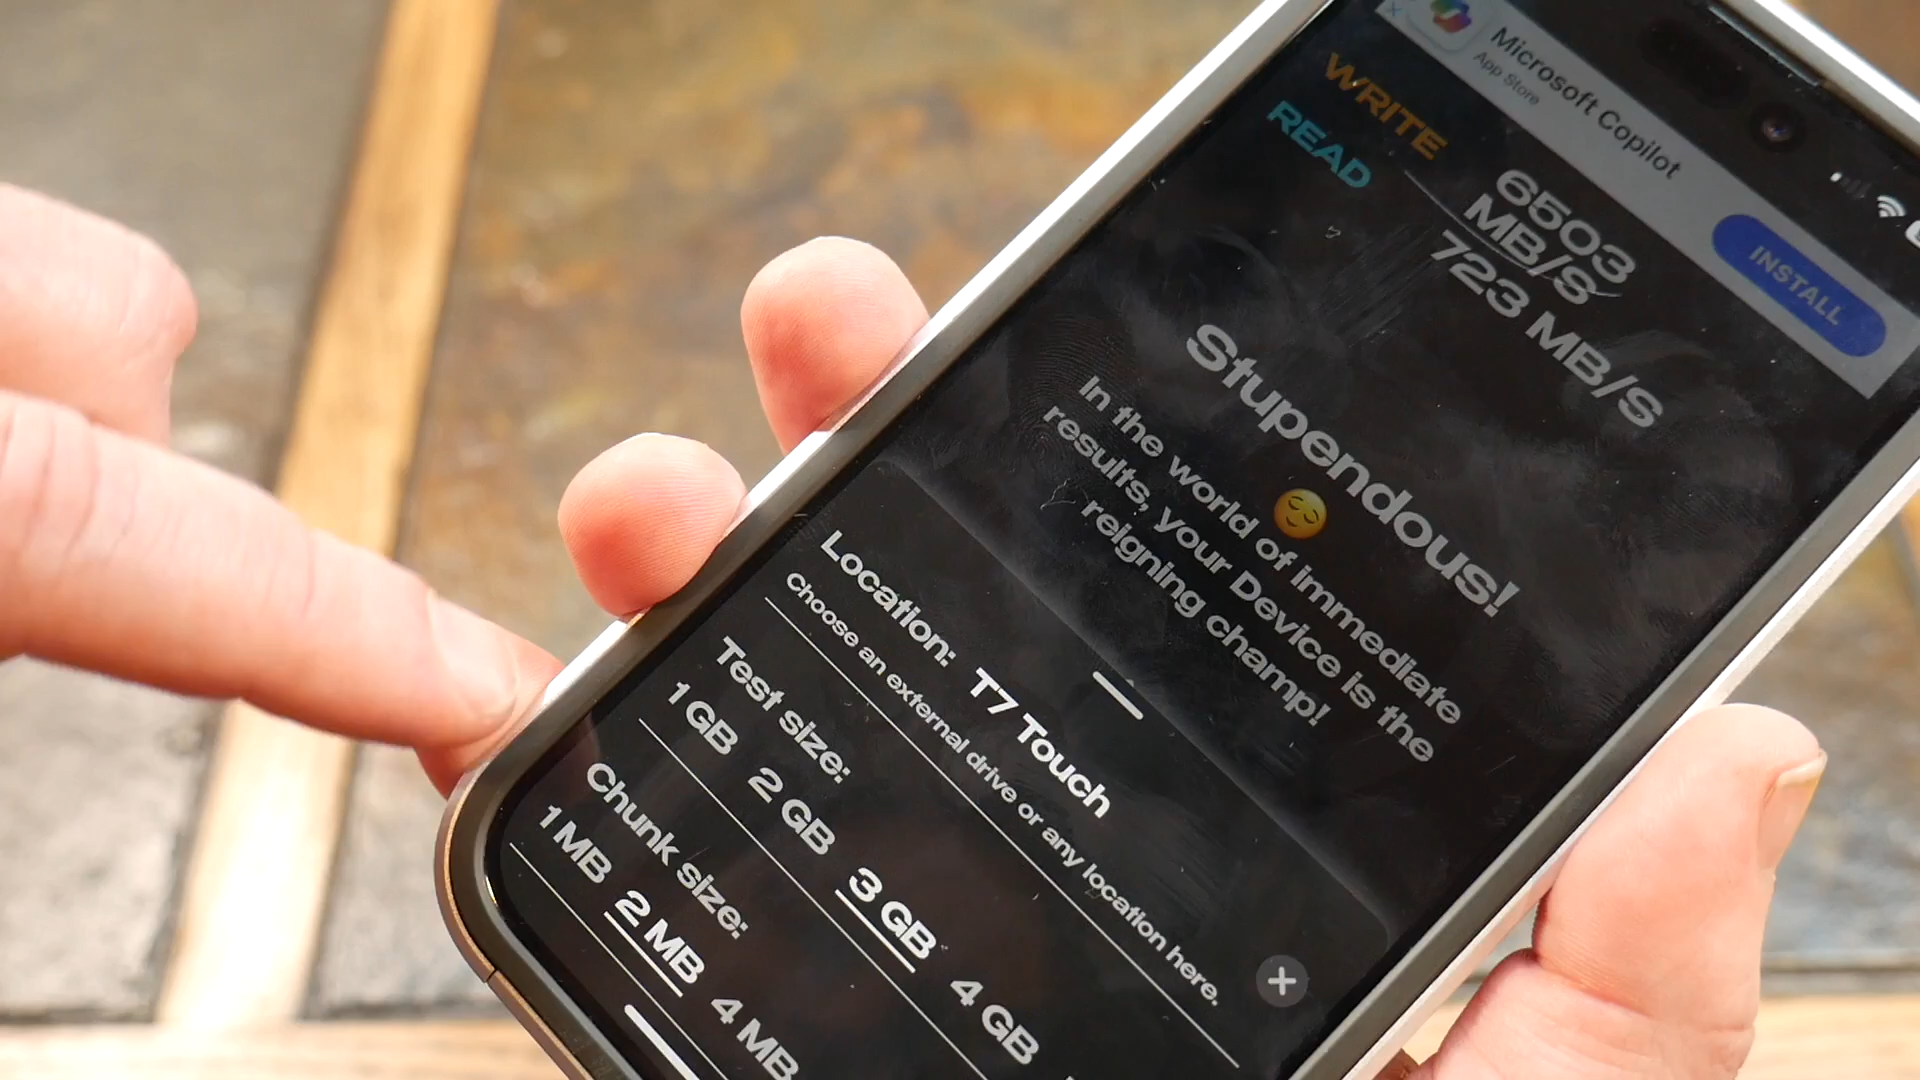 Microsoft Copilot
App Store
INSTALL
WRITE
6503
MB/S
READ
723 MB/S
Stupendous!
😌
In the world of immediate
results, your Device is the
reigning champ!
Location: T7 Touch
Choose an external drive or any location here.
Test size:
1 GB 2 GB 3 GB 4 GB
Chunk size:
1 MB 2 MB 4 MB